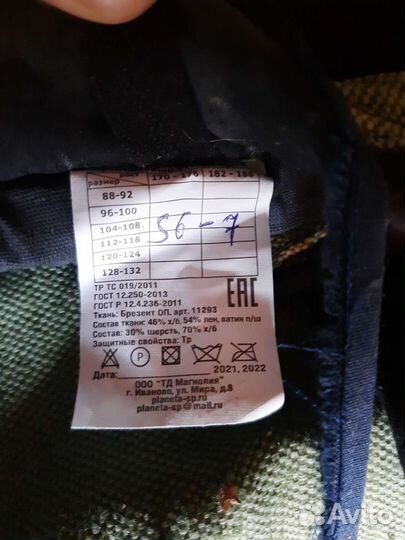 рост 170 - 176 182 - 188
размер
88-92
96-100
104-108
112-116
120-124
128-132
56-7
ТР ТС 019/2011
ГОСТ 12.250-2013
ГОСТ Р 12.4.236-2011
Ткань: Брезент ОП. арт. 11293
Состав ткани: 46% х/б, 54% лен, ватин п/ш
Состав: 30% шерсть, 70% х/б
Защитные свойства: Тр
EAC
P
Дата: 2021, 2022
ООО "ТД Магнолия"
г. Иваново, ул. Мира, д.8
planeta-sp@mail.ru
planeta-sp@mail.ru
Avito